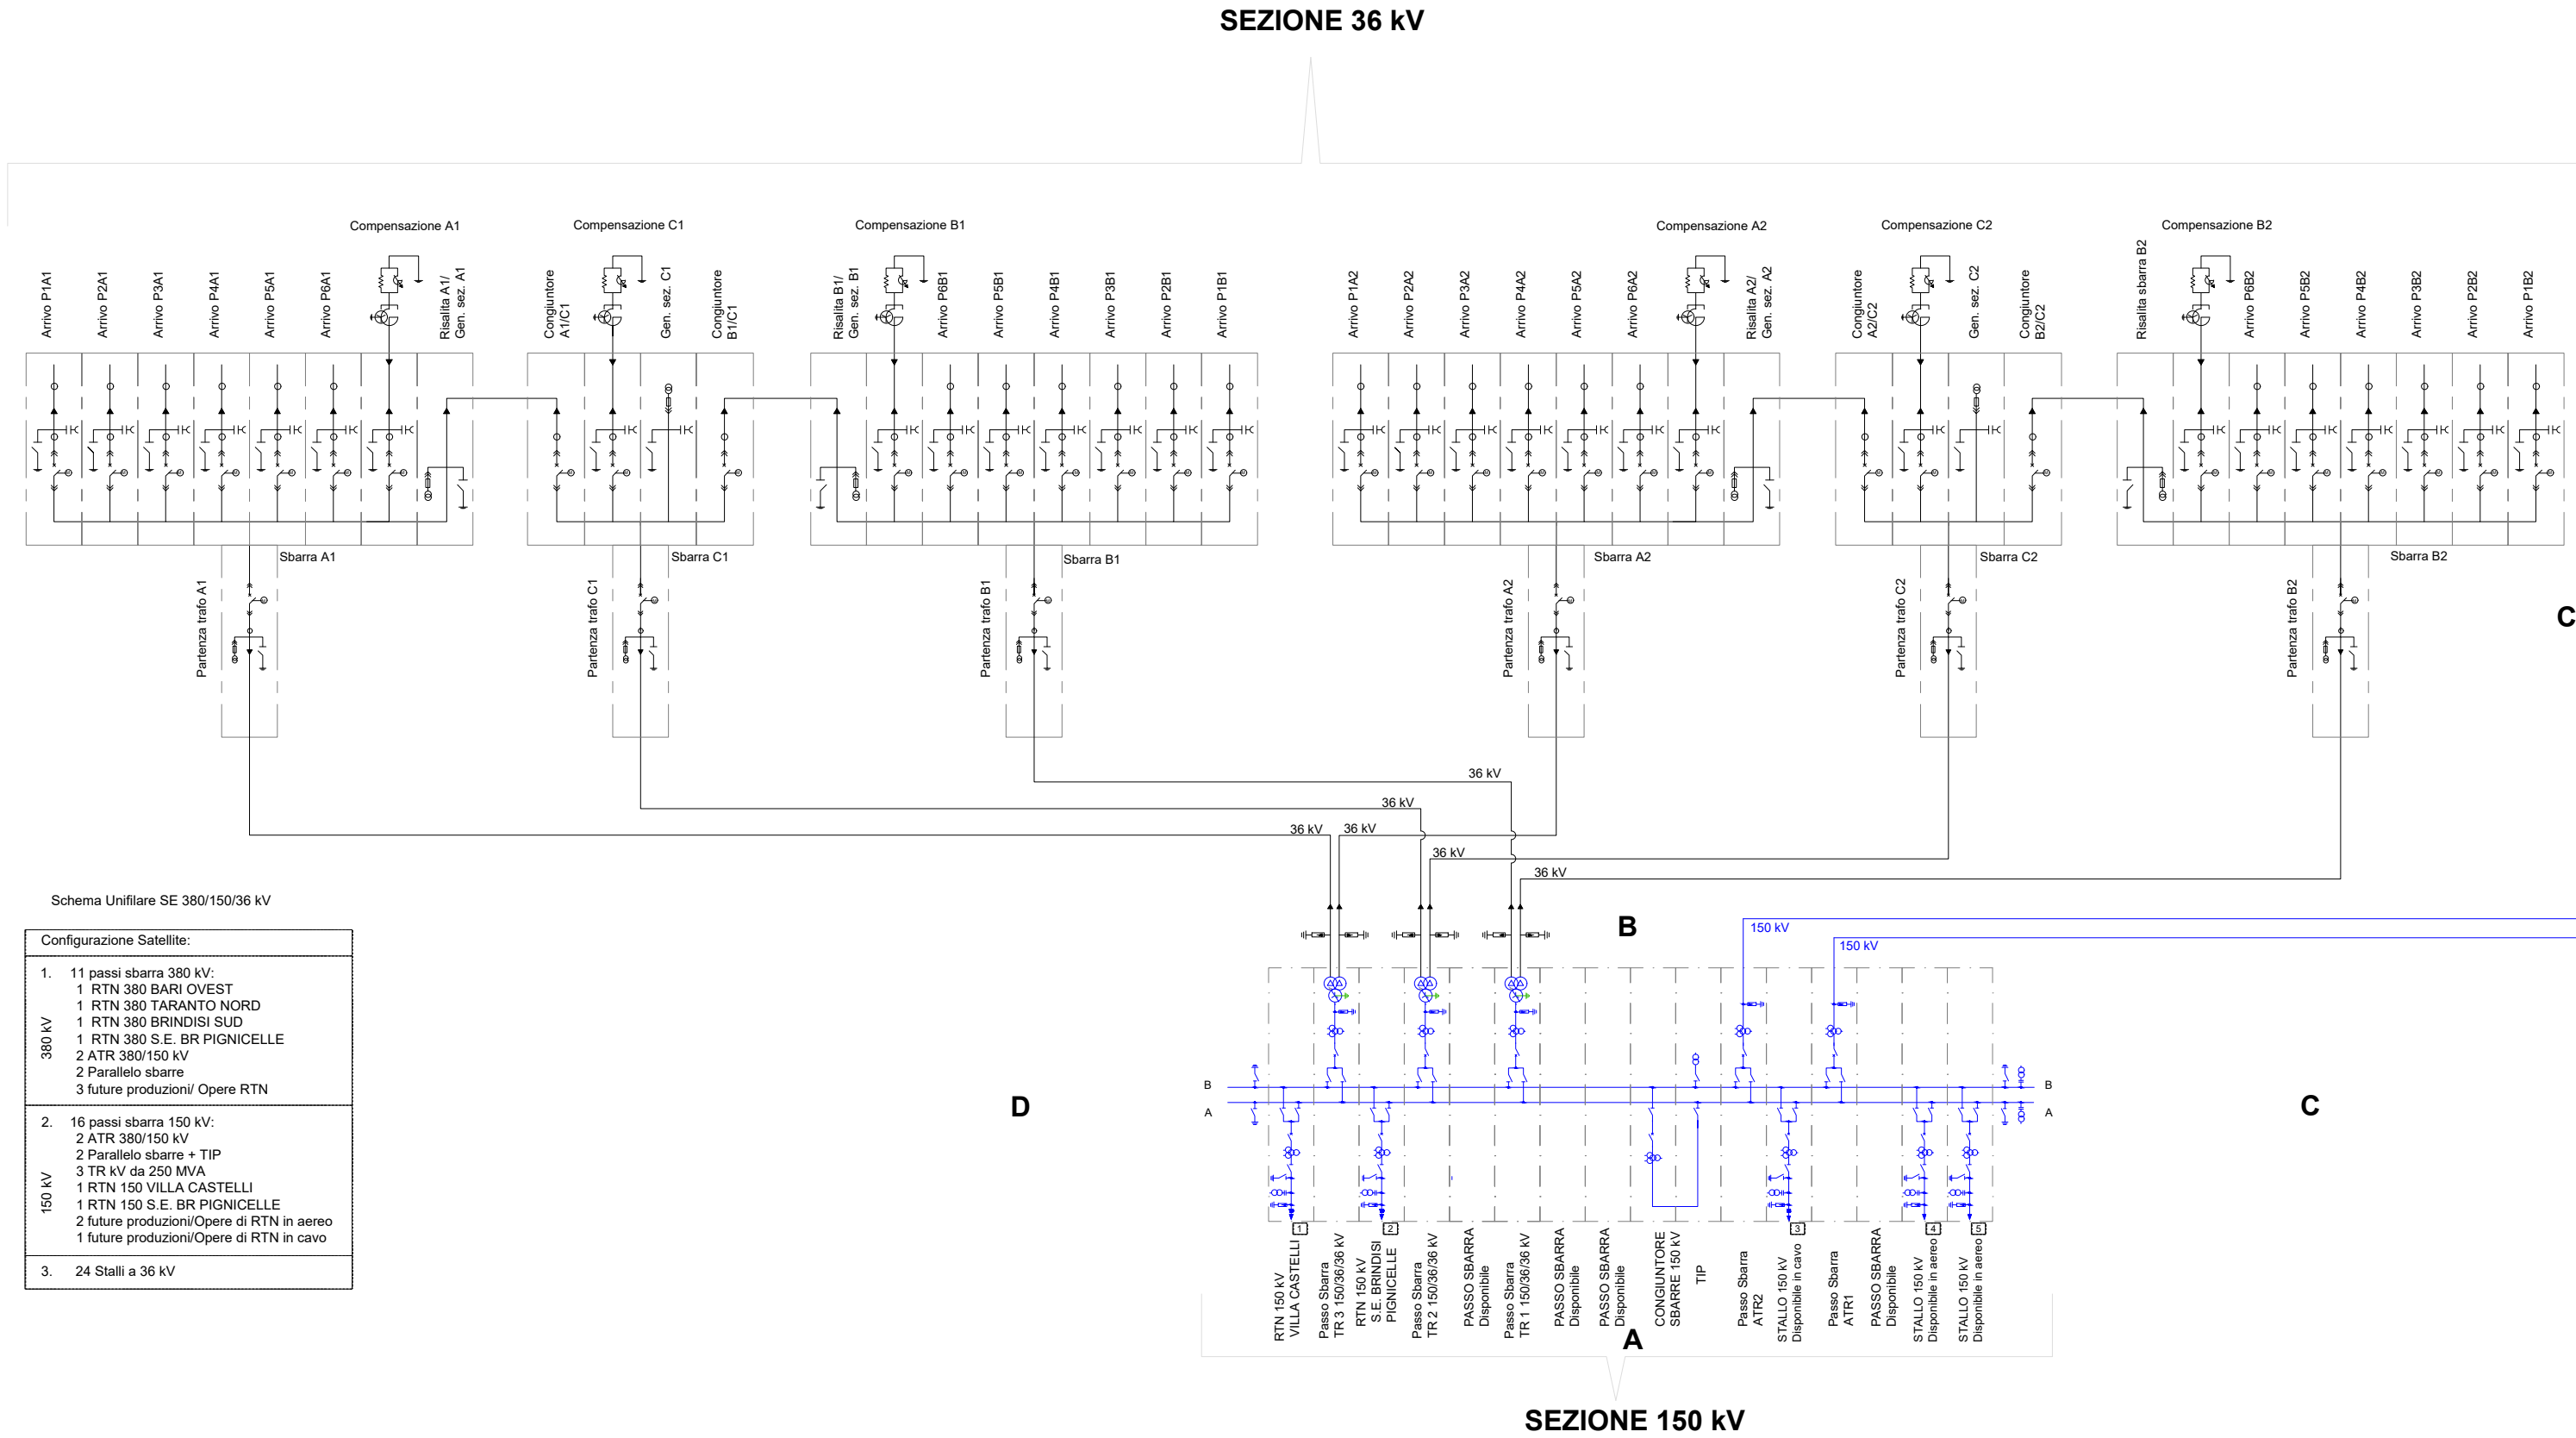 SEZIONE 36 kV
Compensazione A1
Compensazione C1
Compensazione B1
Compensazione A2
Compensazione C2
Compensazione B2
Arrivo P1A1
Arrivo P2A1
Arrivo P3A1
Arrivo P4A1
Arrivo P5A1
Arrivo P6A1
Risalita A1/
Gen. sez. A1
Congiuntore
A1/C1
Gen. sez. C1
Congiuntore
B1/C1
Risalita B1/
Gen. sez. B1
Arrivo P6B1
Arrivo P5B1
Arrivo P4B1
Arrivo P3B1
Arrivo P2B1
Arrivo P1B1
Arrivo P1A2
Arrivo P2A2
Arrivo P3A2
Arrivo P4A2
Arrivo P5A2
Arrivo P6A2
Risalita A2/
Gen. sez. A2
Congiuntore
A2/C2
Gen. sez. C2
Congiuntore
B2/C2
Risalita sbarra B2
Arrivo P6B2
Arrivo P5B2
Arrivo P4B2
Arrivo P3B2
Arrivo P2B2
Arrivo P1B2
Sbarra A1
Sbarra C1
Sbarra B1
Sbarra A2
Sbarra C2
Sbarra B2
Partenza trafo A1
Partenza trafo C1
Partenza trafo B1
Partenza trafo A2
Partenza trafo C2
Partenza trafo B2
C
36 kV
36 kV
36 kV
36 kV
36 kV
36 kV
Schema Unifilare SE 380/150/36 kV
Configurazione Satellite:
380 kV
1. 11 passi sbarra 380 kV:
1 RTN 380 BARI OVEST
1 RTN 380 TARANTO NORD
1 RTN 380 BRINDISI SUD
1 RTN 380 S.E. BR PIGNICELLE
2 ATR 380/150 kV
2 Parallelo sbarre
3 future produzioni/ Opere RTN
150 kV
2. 16 passi sbarra 150 kV:
2 ATR 380/150 kV
2 Parallelo sbarre + TIP
3 TR kV da 250 MVA
1 RTN 150 VILLA CASTELLI
1 RTN 150 S.E. BR PIGNICELLE
2 future produzioni/Opere di RTN in aereo
1 future produzioni/Opere di RTN in cavo
3. 24 Stalli a 36 kV
B
150 kV
150 kV
D
B
A
B
A
C
1
2
3
4
5
RTN 150 kV
VILLA CASTELLI
Passo Sbarra
TR 3 150/36/36 kV
RTN 150 kV
S.E. BRINDISI
PIGNICELLE
Passo Sbarra
TR 2 150/36/36 kV
PASSO SBARRA
Disponibile
Passo Sbarra
TR 1 150/36/36 kV
PASSO SBARRA
Disponibile
PASSO SBARRA
Disponibile
CONGIUNTORE
SBARRE 150 kV
TIP
Passo Sbarra
ATR2
STALLO 150 kV
Disponibile in cavo
Passo Sbarra
ATR1
PASSO SBARRA
Disponibile
STALLO 150 kV
Disponibile in aereo
STALLO 150 kV
Disponibile in aereo
A
SEZIONE 150 kV